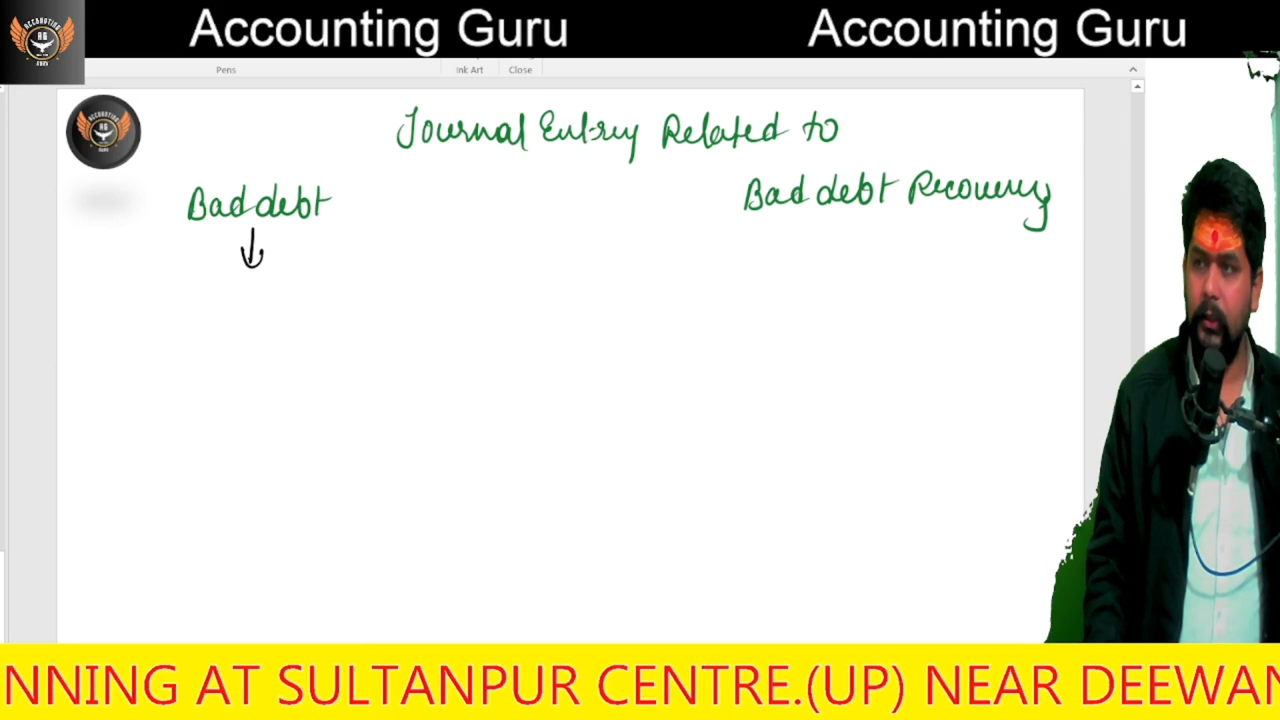 Accounting Guru
Accounting Guru
Pens
Ink Art
Close
Journal Entry Related to
Bad debt
Bad debt Recovery
NNING AT SULTANPUR CENTRE.(UP) NEAR DEEWAN